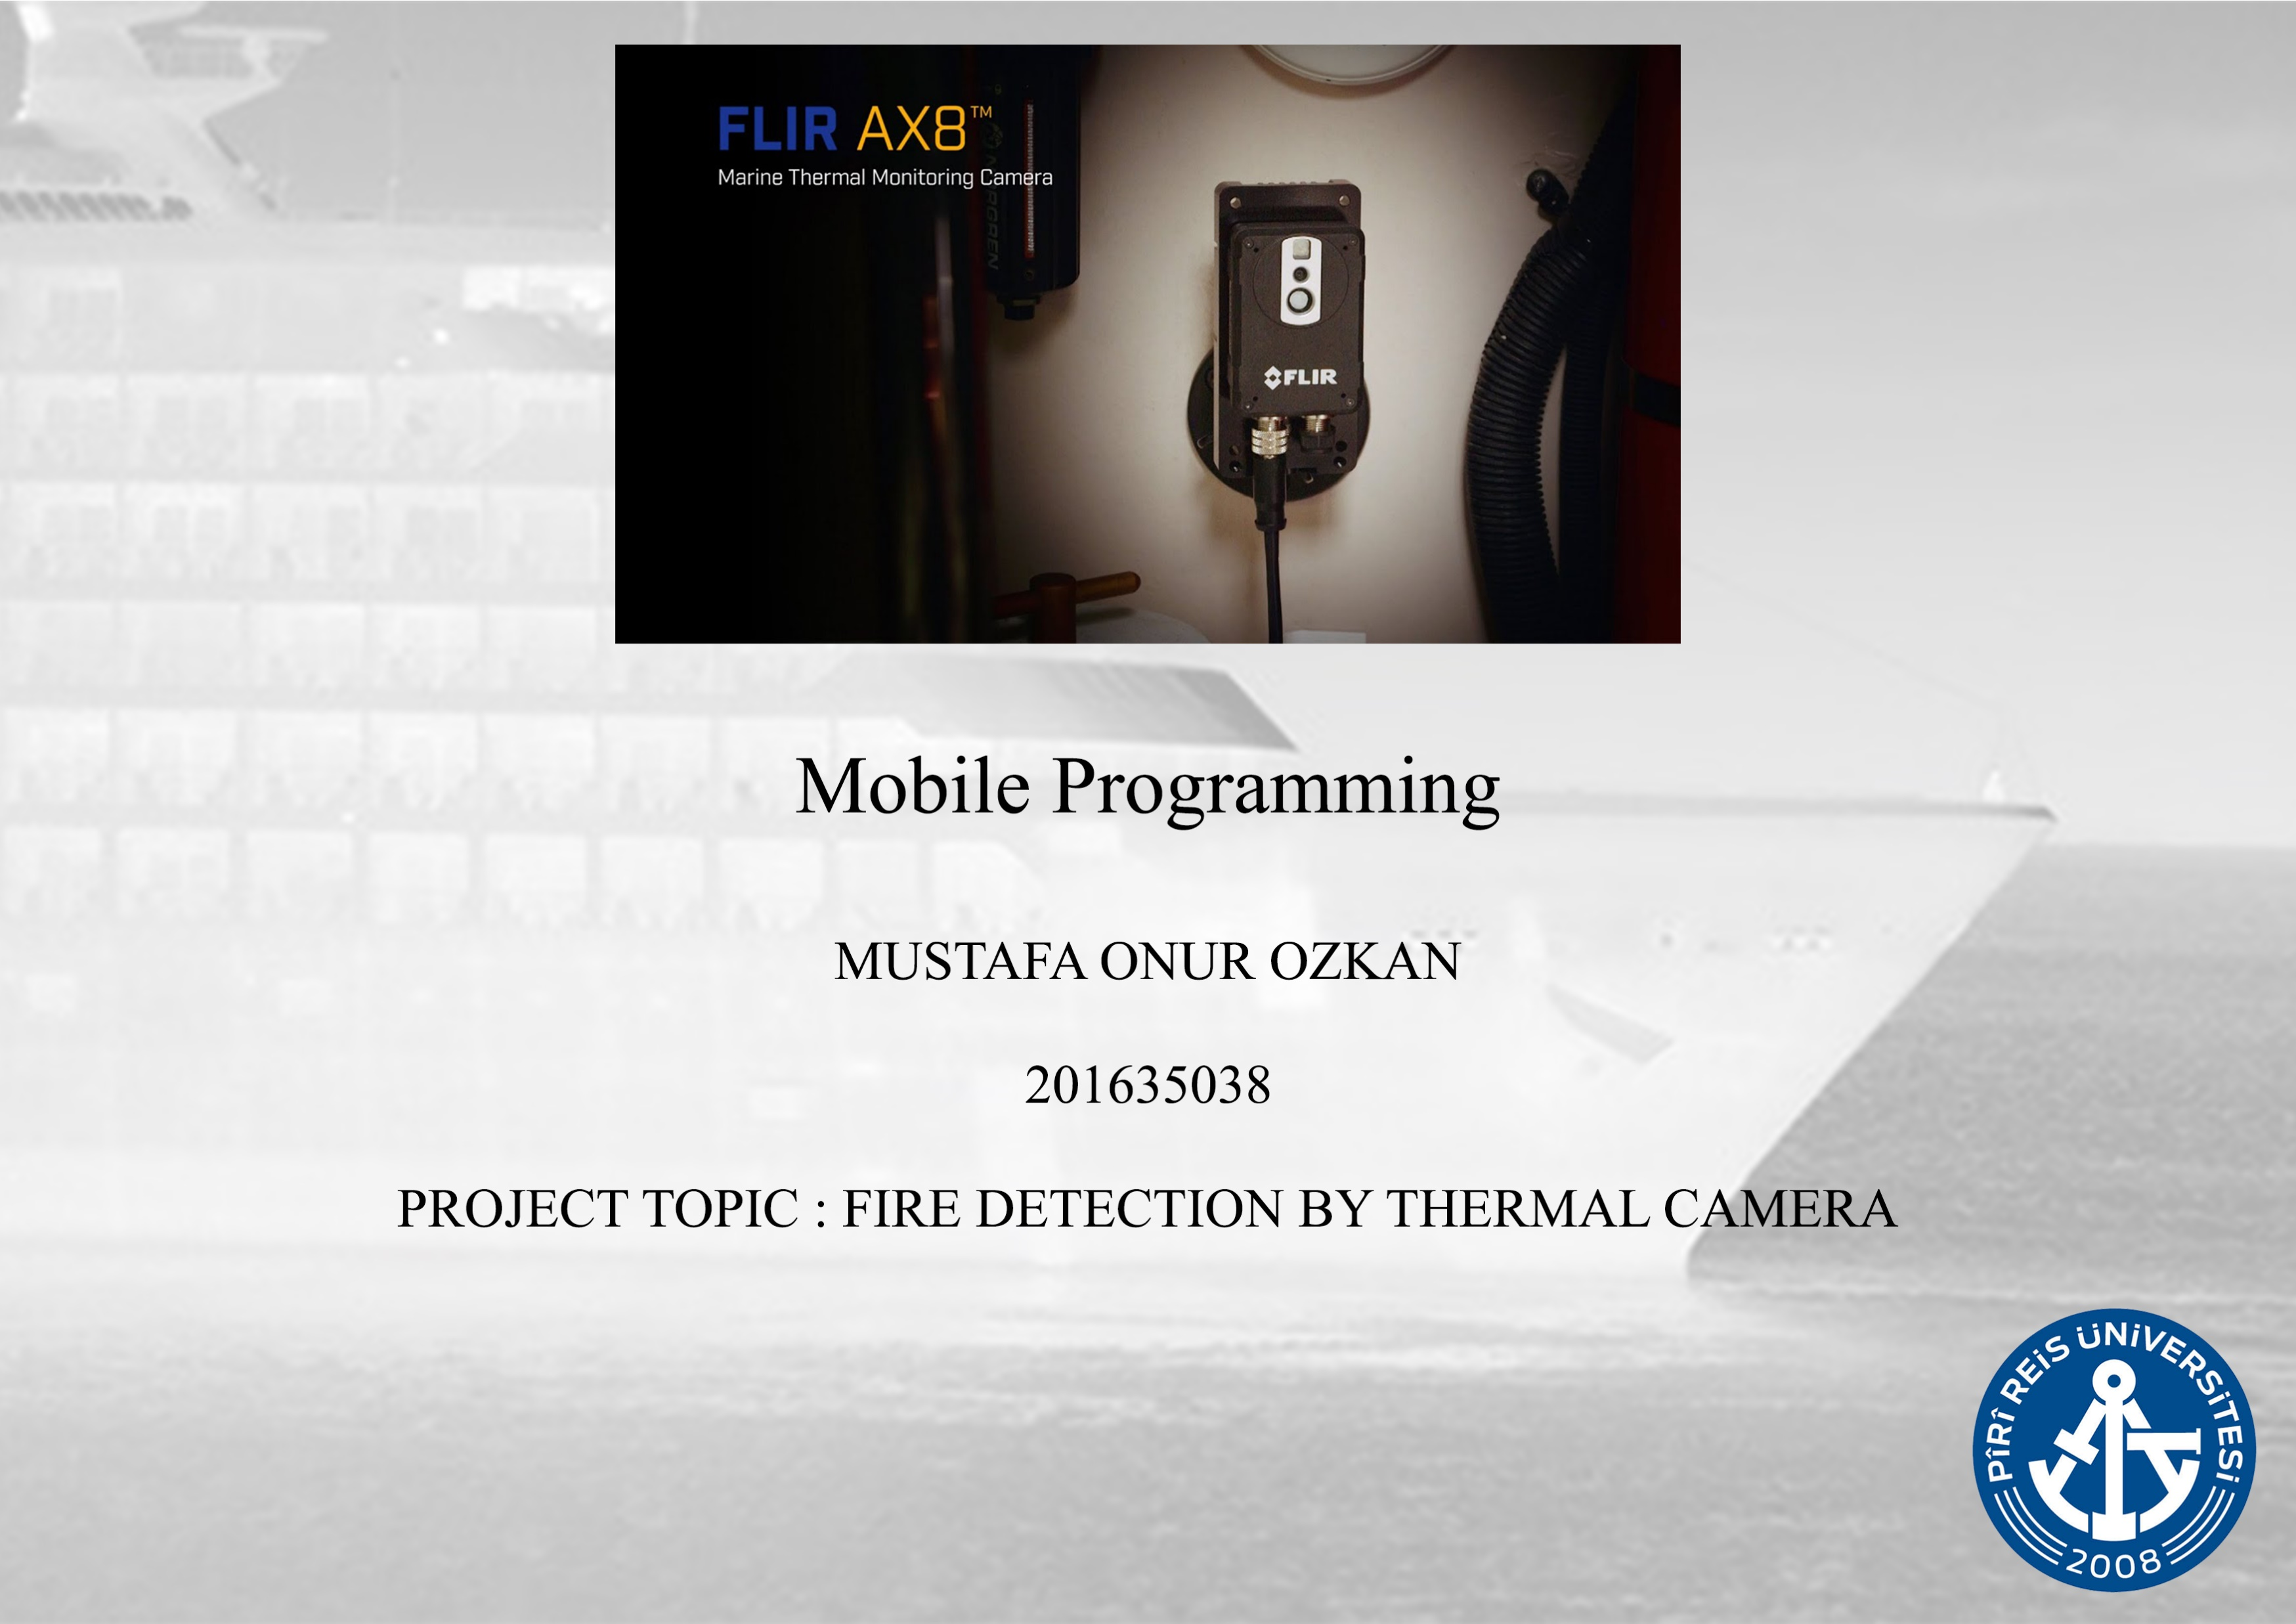 FLIR AX8™
Marine Thermal Monitoring Camera
NORGREN
FLIR
Mobile Programming
MUSTAFA ONUR OZKAN
201635038
PROJECT TOPIC : FIRE DETECTION BY THERMAL CAMERA
PÎRÎ REİS ÜNİVERSİTESİ
2008